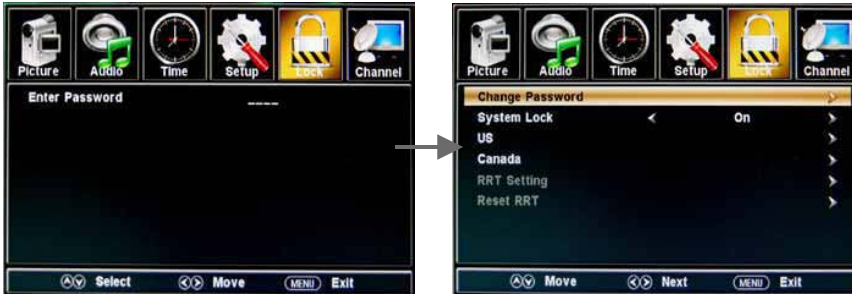 Picture Audio Time Setup Lock Channel
Enter Password ____
Select Move MENU Exit
Picture Audio Time Setup Lock Channel
Change Password
System Lock On
US
Canada
RRT Setting
Reset RRT
Move Next MENU Exit